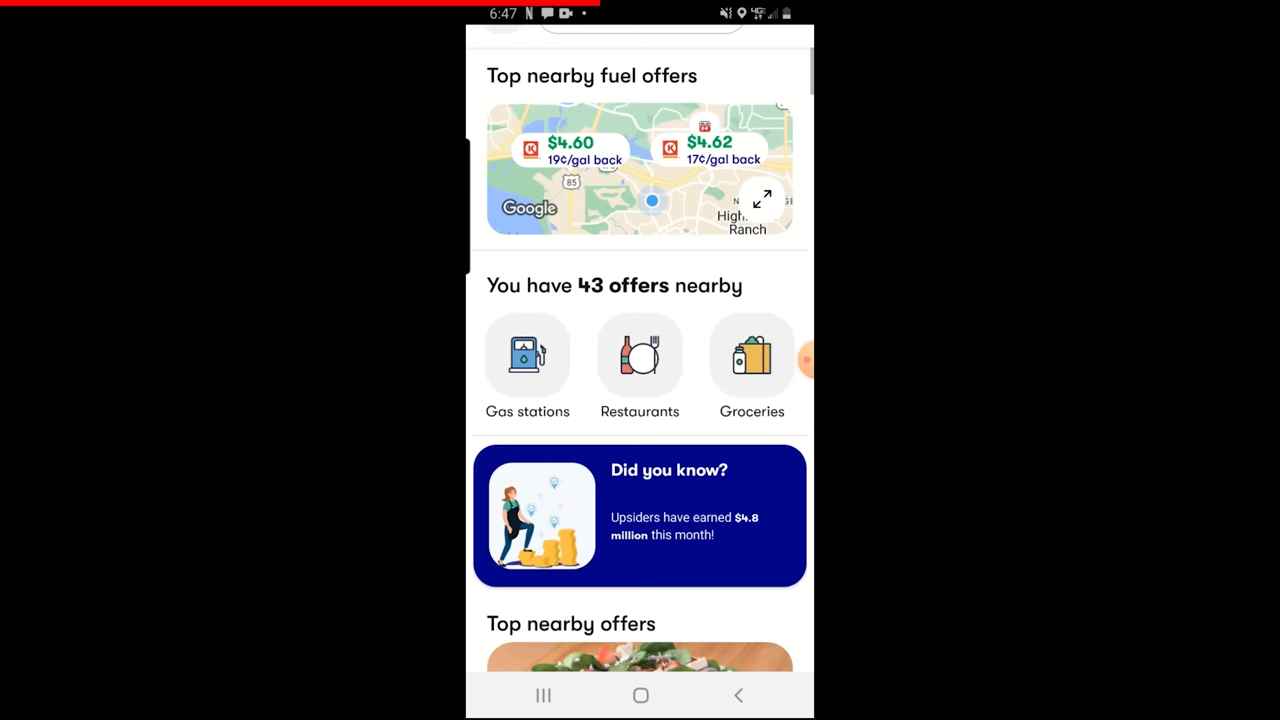 6:47
Top nearby fuel offers
$4.60
19¢/gal back
$4.62
17¢/gal back
66
85
Google
High
Ranch
You have 43 offers nearby
Gas stations
Restaurants
Groceries
Did you know?
Upsiders have earned $4.8
million this month!
Top nearby offers